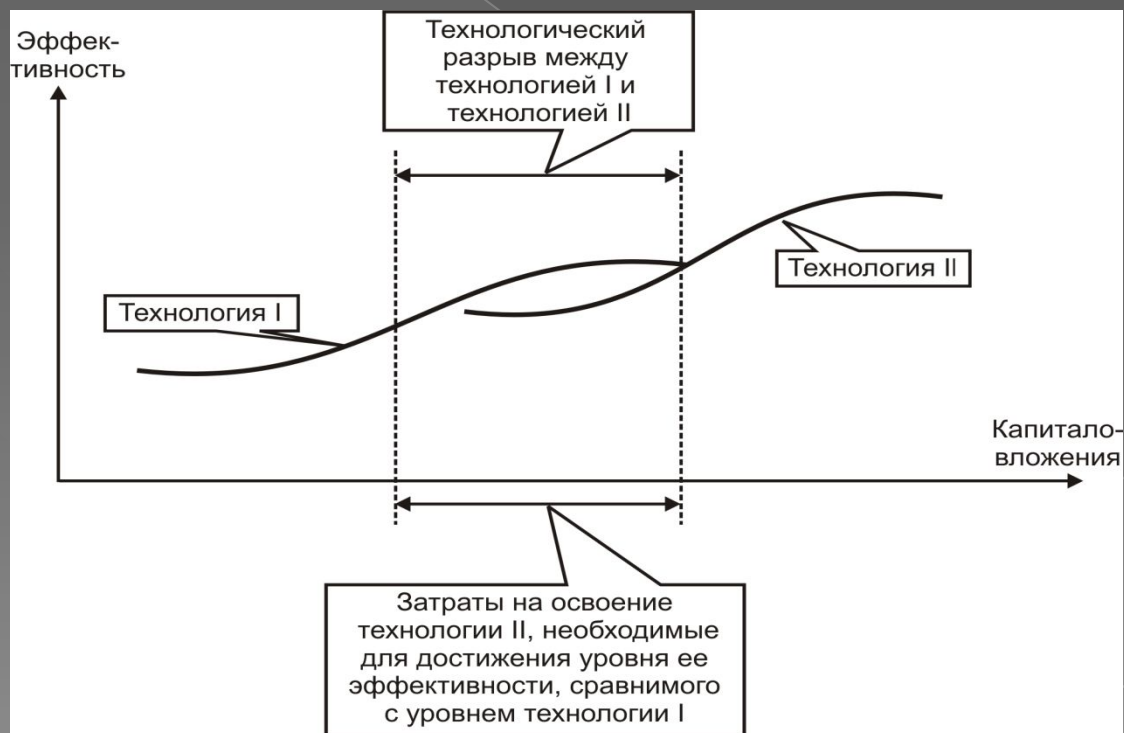 Эффек-
тивность
Технологический
разрыв между
технологией I и
технологией II
Технология I
Технология II
Капитало-
вложения
Затраты на освоение
технологии II, необходимые
для достижения уровня ее
эффективности, сравнимого
с уровнем технологии I